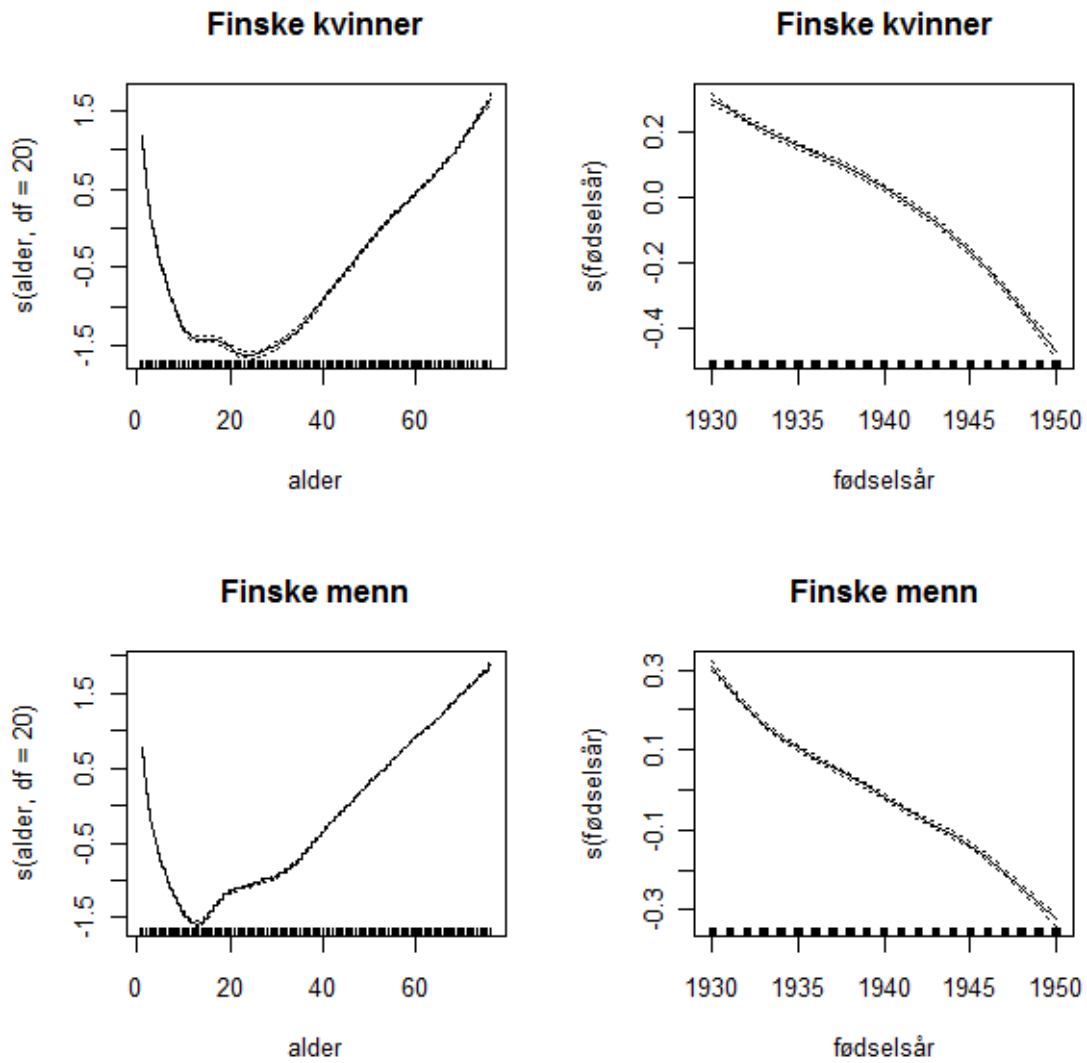 Finske kvinner
s(alder, df = 20)
1.5
0.5
-0.5
-1.5
0 20 40 60
alder
Finske kvinner
s(fødselsår)
0.2
0.0
-0.2
-0.4
1930 1935 1940 1945 1950
fødselsår
Finske menn
s(alder, df = 20)
1.5
0.5
-0.5
-1.5
0 20 40 60
alder
Finske menn
s(fødselsår)
0.3
0.1
-0.1
-0.3
1930 1935 1940 1945 1950
fødselsår